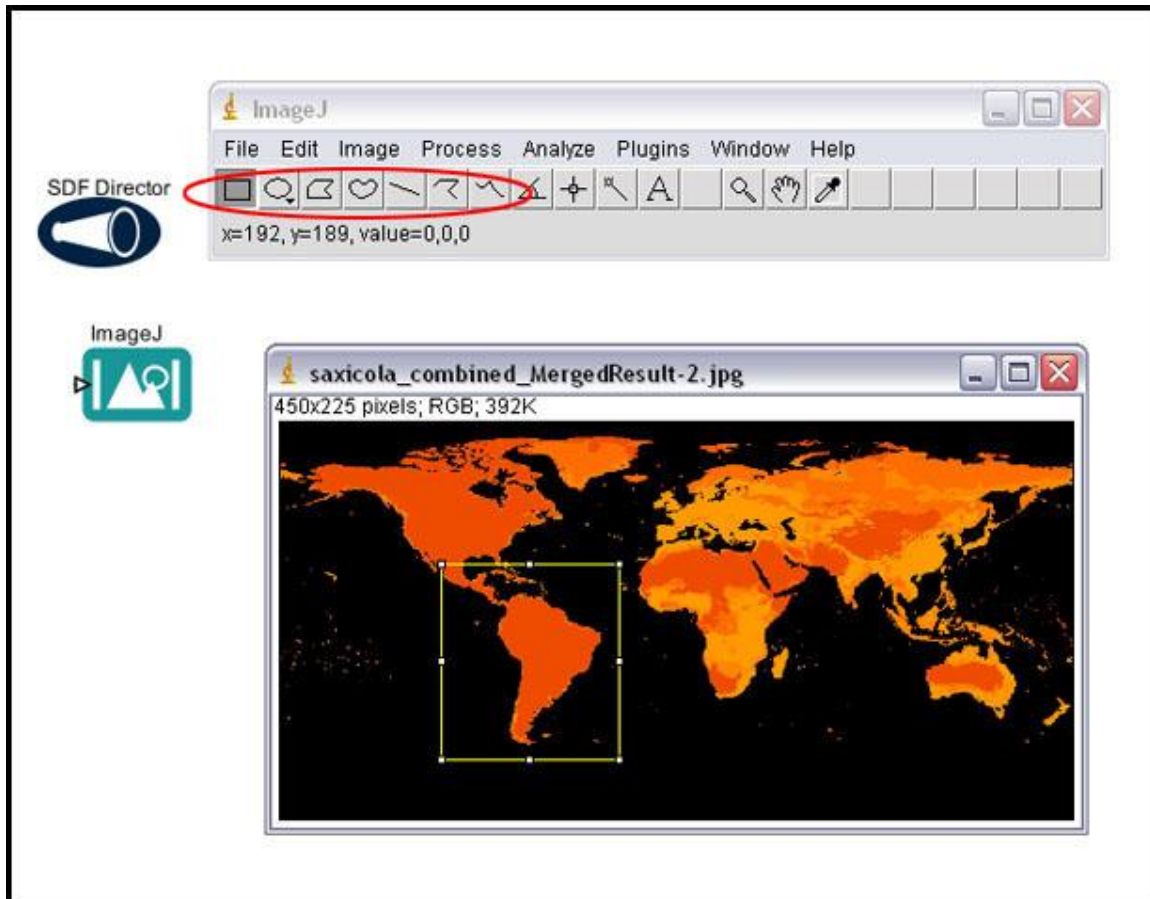 ImageJ
File Edit Image Process Analyze Plugins Window Help
SDF Director
A
x=192, y=189, value=0,0,0
ImageJ
saxicola_combined_MergedResult-2.jpg
450x225 pixels; RGB; 392K